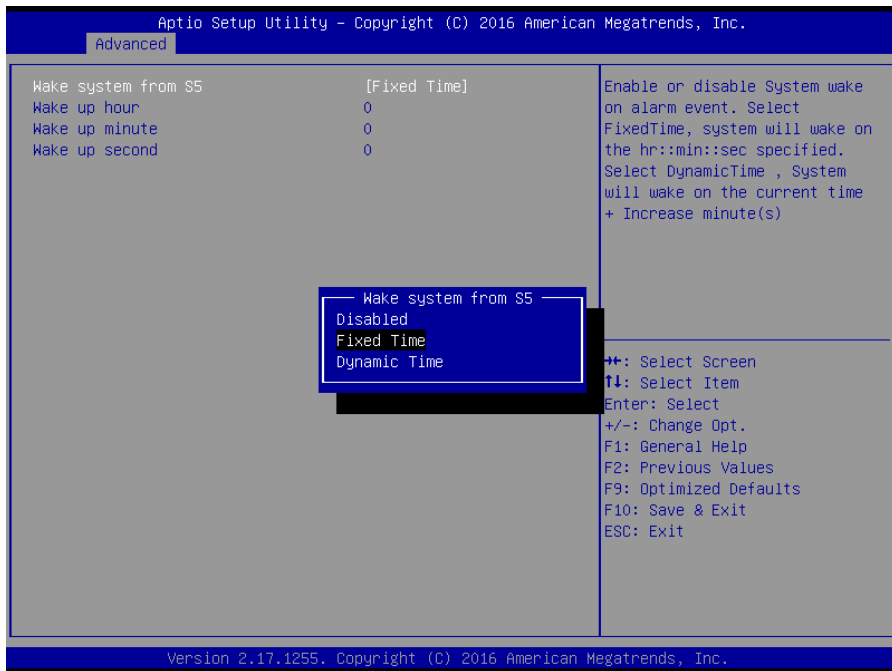 Aptio Setup Utility – Copyright (C) 2016 American Megatrends, Inc.
Advanced
Wake system from S5 [Fixed Time]
Wake up hour 0
Wake up minute 0
Wake up second 0
Enable or disable System wake
on alarm event. Select
FixedTime, system will wake on
the hr::min::sec specified.
Select DynamicTime , System
will wake on the current time
+ Increase minute(s)
Wake system from S5
Disabled
Fixed Time
Dynamic Time
→←: Select Screen
↑↓: Select Item
Enter: Select
+/-: Change Opt.
F1: General Help
F2: Previous Values
F9: Optimized Defaults
F10: Save & Exit
ESC: Exit
Version 2.17.1255. Copyright (C) 2016 American Megatrends, Inc.